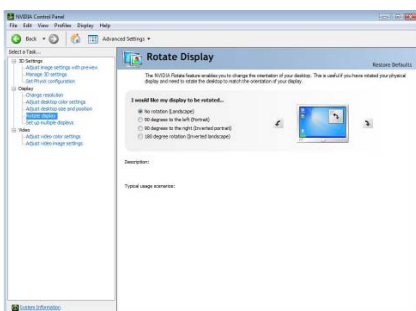 NVIDIA Control Panel
File Edit View Profiles Display Help
Back Advanced Settings
Select a Task...
3D Settings
Adjust image settings with preview
Manage 3D settings
Set PhysX configuration
Display
Change resolution
Adjust desktop color settings
Adjust desktop size and position
Rotate display
Set up multiple displays
Video
Adjust video color settings
Adjust video image settings
System Information
Rotate Display
Restore Defaults
The NVIDIA Rotate feature enables you to change the orientation of your desktop. This is useful if you have rotated your physical
display and need to rotate the desktop to match the orientation of your display.
I would like my display to be rotated...
No rotation (Landscape)
90 degrees to the left (Portrait)
90 degrees to the right (Inverted portrait)
180 degree rotation (Inverted landscape)
Description:
Typical usage scenarios: